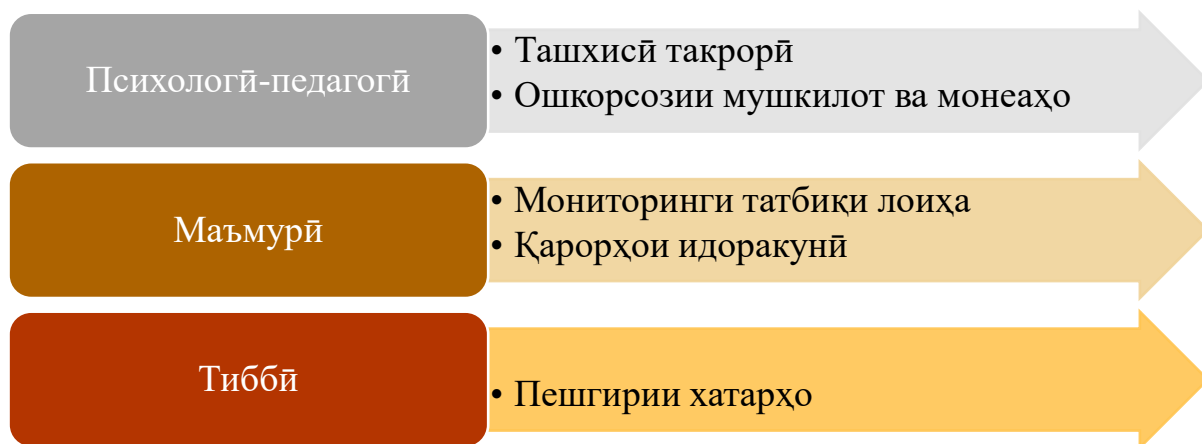 Психологӣ-педагогӣ
• Ташхисӣ такрорӣ
• Ошкорсозии мушкилот ва монеаҳо
Маъмурӣ
• Мониторинги татбиқи лоиҳа
• Қарорҳои идоракунӣ
Тиббӣ
• Пешгирии хатарҳо